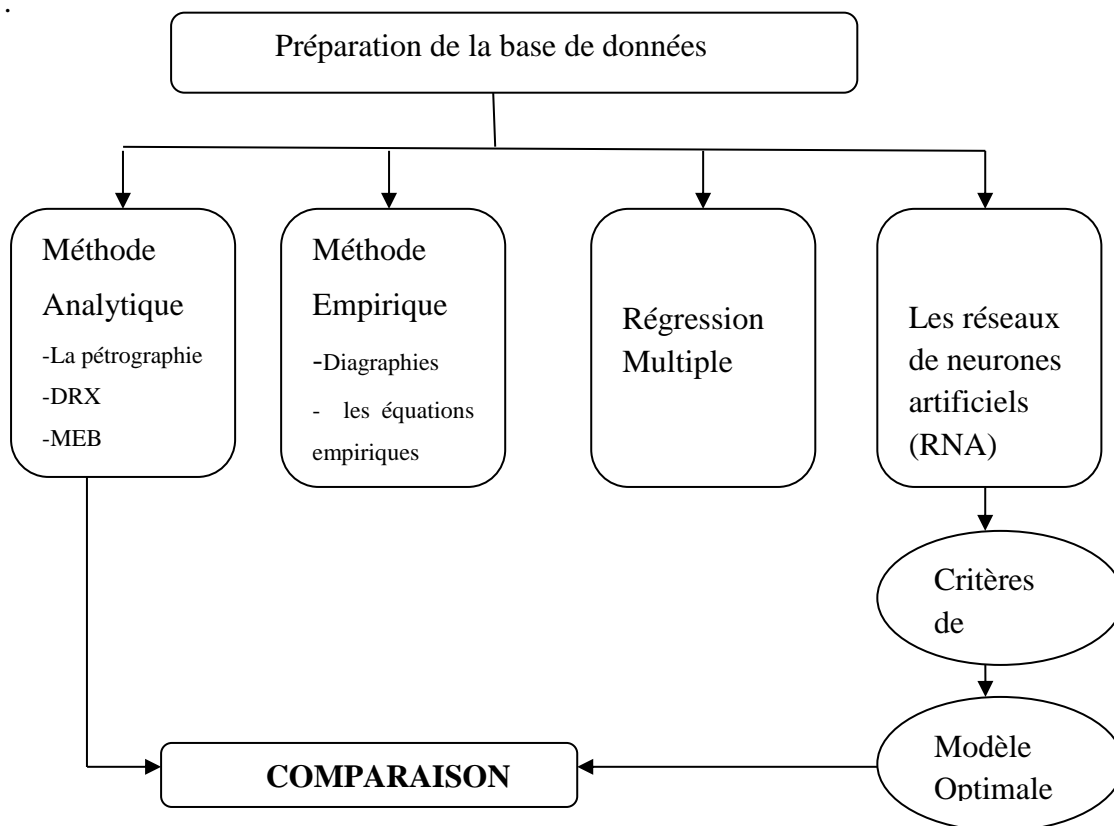 .
Préparation de la base de données
Méthode
Analytique
-La pétrographie
-DRX
-MEB
Méthode
Empirique
-Diagraphies
- les équations
empiriques
Régression
Multiple
Les réseaux
de neurones
artificiels
(RNA)
Critères
de
Modèle
Optimale
COMPARAISON